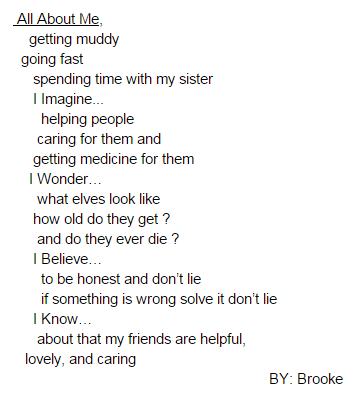 All About Me,
getting muddy
going fast
spending time with my sister
I Imagine...
helping people
caring for them and
getting medicine for them
I Wonder…
what elves look like
how old do they get ?
and do they ever die ?
I Believe…
to be honest and don’t lie
if something is wrong solve it don’t lie
I Know…
about that my friends are helpful,
lovely, and caring
BY: Brooke